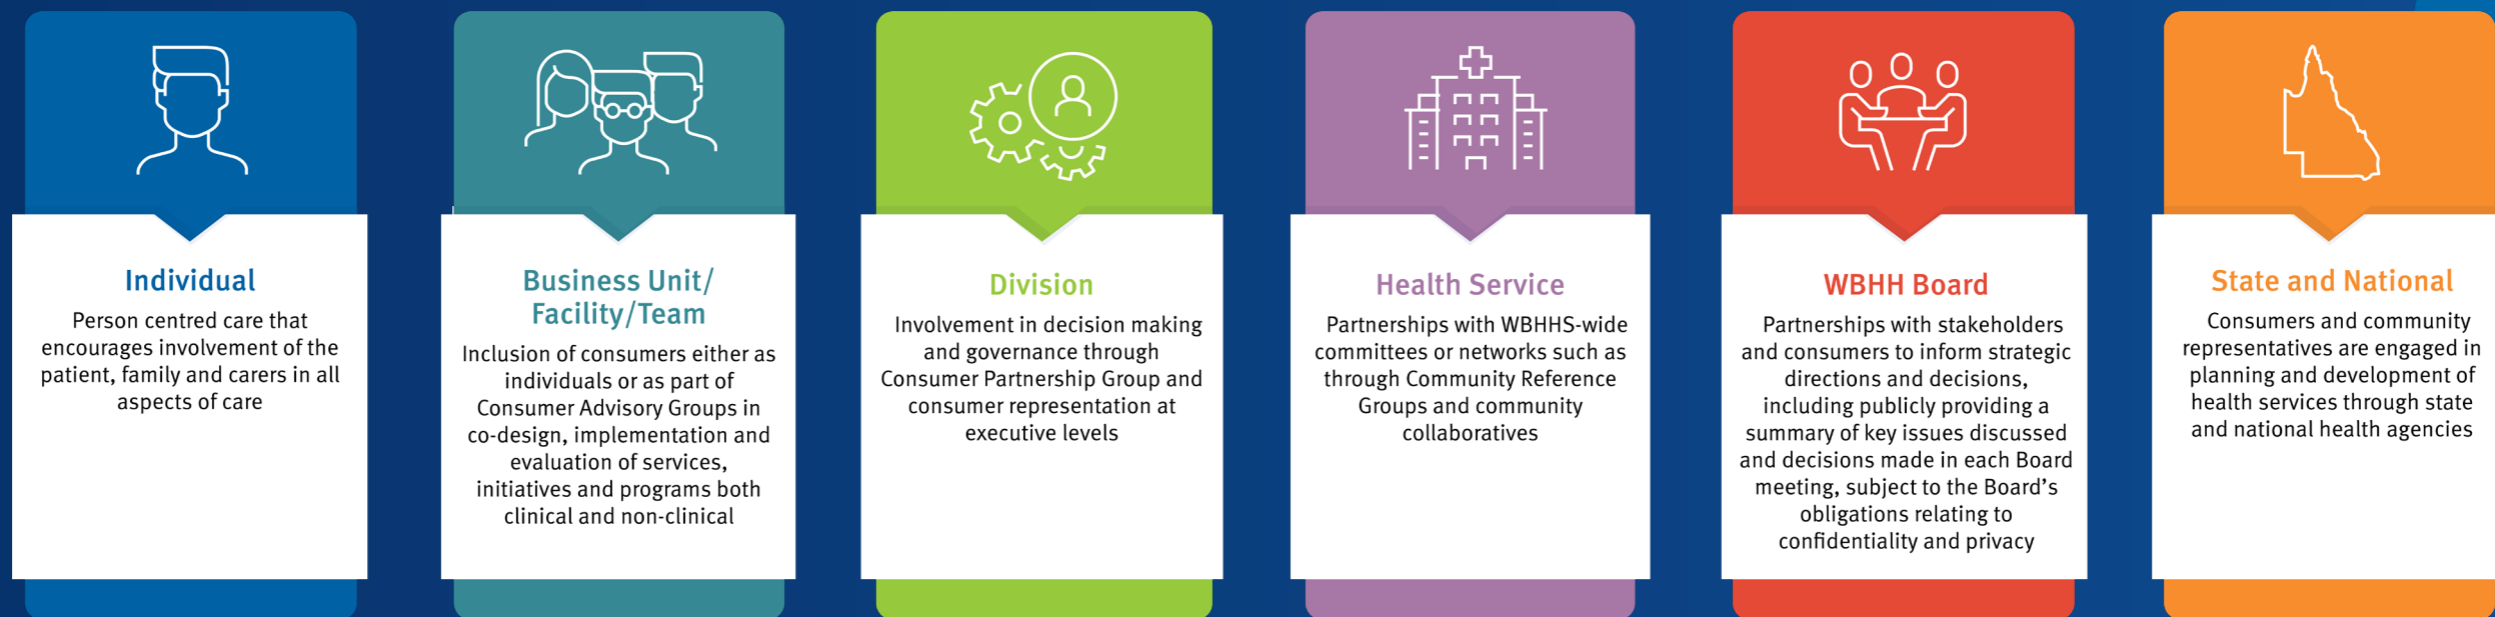 Individual
Person centred care that
encourages involvement of the
patient, family and carers in all
aspects of care
Business Unit/
Facility/Team
Inclusion of consumers either as
individuals or as part of
Consumer Advisory Groups in
co-design, implementation and
evaluation of services,
initiatives and programs both
clinical and non-clinical
Division
Involvement in decision making
and governance through
Consumer Partnership Group and
consumer representation at
executive levels
Health Service
Partnerships with WBHHS-wide
committees or networks such as
through Community Reference
Groups and community
collaboratives
WBHH Board
Partnerships with stakeholders
and consumers to inform strategic
directions and decisions,
including publicly providing a
summary of key issues discussed
and decisions made in each Board
meeting, subject to the Board's
obligations relating to
confidentiality and privacy
State and National
Consumers and community
representatives are engaged in
planning and development of
health services through state
and national health agencies